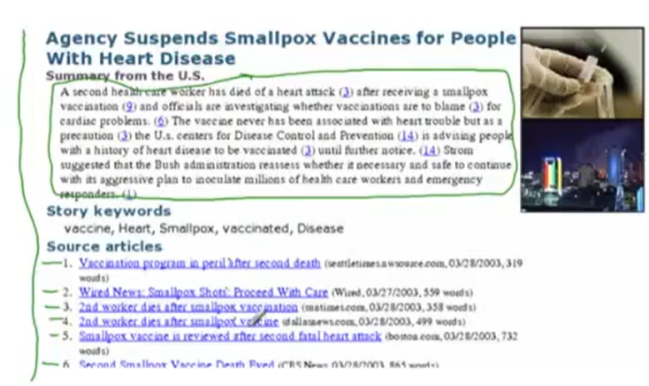 Agency Suspends Smallpox Vaccines for People
With Heart Disease
Summary from the U.S.
A second health care worker has died of a heart attack (3) after receiving a smallpox
vaccination (9) and officials are investigating whether vaccinations are to blame (3) for
cardiac problems. (6) The vaccine never has been associated with heart trouble but as a
precaution (3) the U.S. centers for Disease Control and Prevention (14) is advising people
with a history of heart disease to be vaccinated (3) until further notice. (14) Strom
suggested that the Bush administration reassess whether it necessary and safe to continue
with its aggressive plan to inoculate millions of health care workers and emergency
responders. (1)
Story keywords
vaccine, Heart, Smallpox, vaccinated, Disease
Source articles
1. Vaccination program in peril after second death (seattletimes.nwsource.com, 03/28/2003, 319
words)
2. Wired News: Smallpox Shots: Proceed With Care (Wired, 03/27/2003, 559 words)
3. 2nd worker dies after smallpox vaccination (03/28/2003, 358 words)
4. 2nd worker dies after smallpox vaccine (dallasnews.com, 03/28/2003, 499 words)
5. Smallpox vaccine is reviewed after second fatal heart attack (boston.com, 03/28/2003, 732
words)
6. Second Smallpox Vaccine Death Eyed (CBS News, 03/28/2003, 865 words)